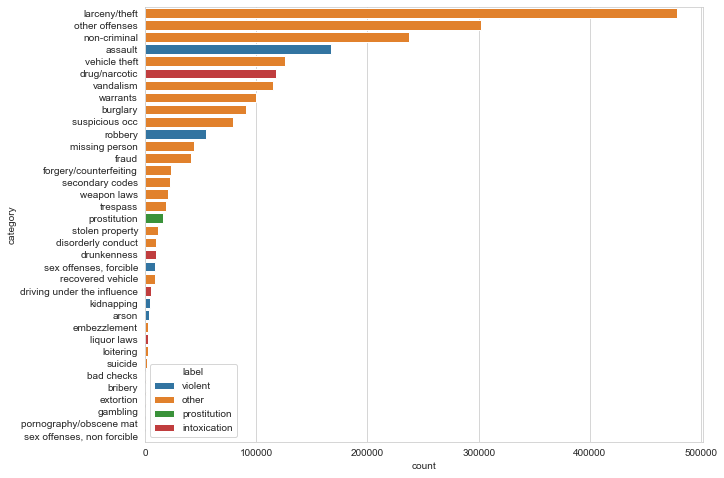 larceny/theft
other offenses
non-criminal
assault
vehicle theft
drug/narcotic
vandalism
warrants
burglary
suspicious occ
robbery
missing person
fraud
forgery/counterfeiting
secondary codes
weapon laws
trespass
prostitution
stolen property
disorderly conduct
drunkenness
sex offenses, forcible
recovered vehicle
driving under the influence
kidnapping
arson
embezzlement
liquor laws
loitering
suicide
bad checks
bribery
extortion
gambling
pornography/obscene mat
sex offenses, non forcible
category
label
violent
other
prostitution
intoxication
0 100000 200000 300000 400000 500000
count